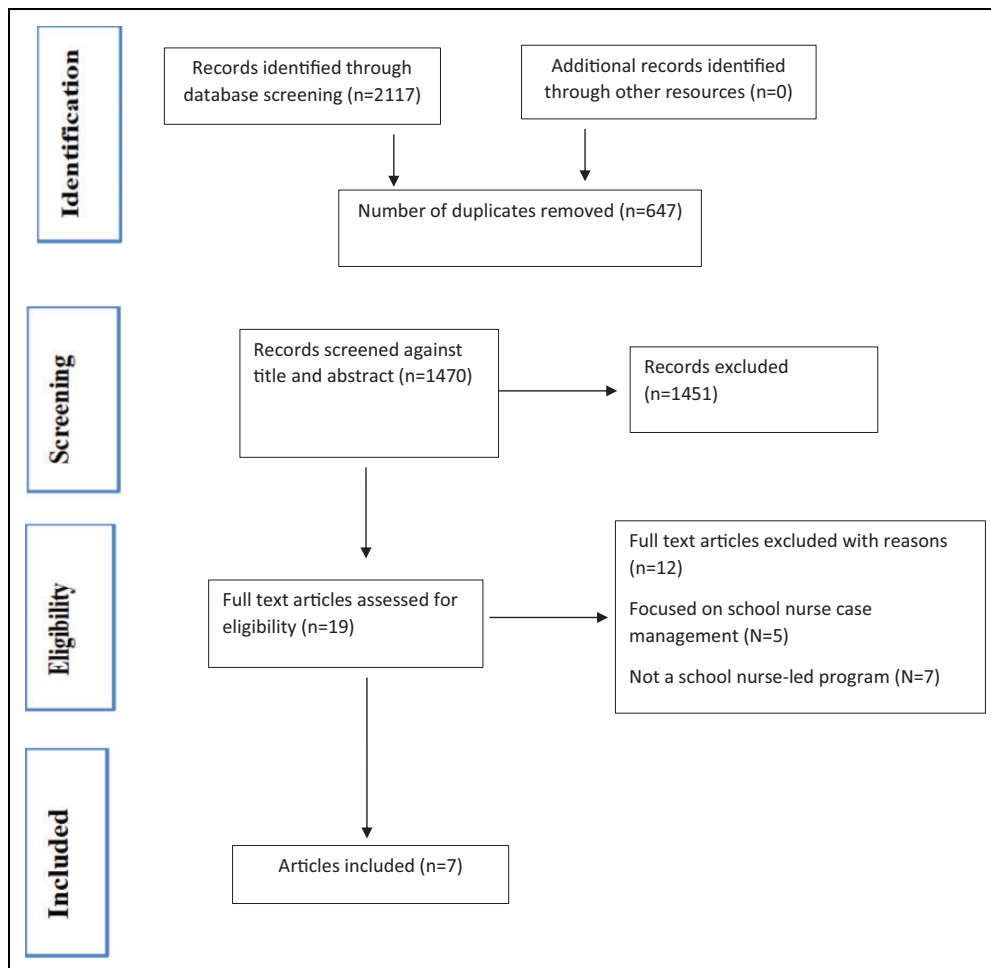 Identification
Records identified through
database screening (n=2117)
Additional records identified
through other resources (n=0)
Number of duplicates removed (n=647)
Screening
Records screened against
title and abstract (n=1470)
Records excluded
(n=1451)
Eligibility
Full text articles assessed for
eligibility (n=19)
Full text articles excluded with reasons
(n=12)
Focused on school nurse case
management (N=5)
Not a school nurse-led program (N=7)
Included
Articles included (n=7)